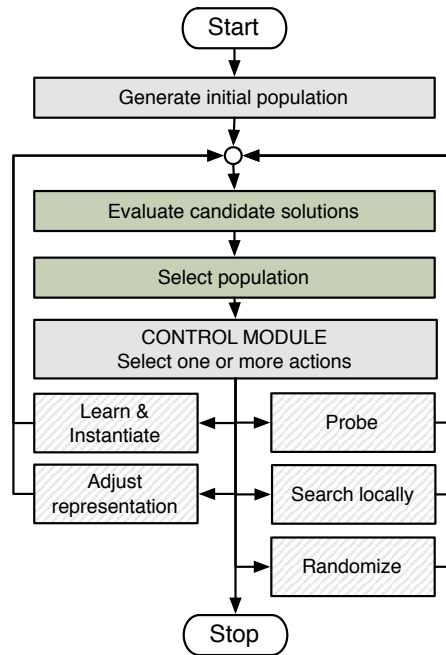 Start
Generate initial population
Evaluate candidate solutions
Select population
CONTROL MODULE
Select one or more actions
Learn &
Instantiate
Probe
Adjust
representation
Search locally
Randomize
Stop